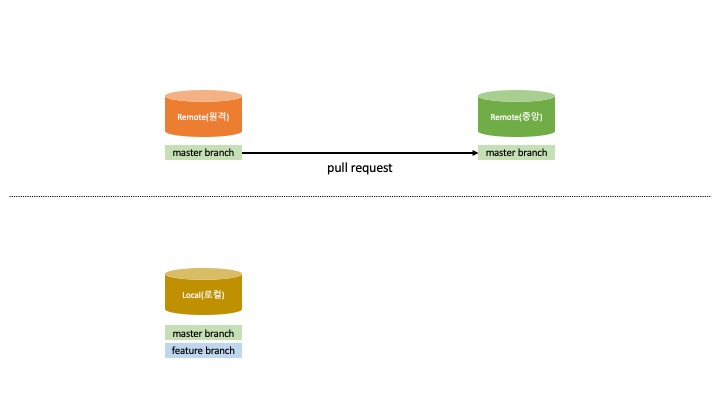 Remote(원격)
Remote(중앙)
master branch
master branch
pull request
Local(로컬)
master branch
feature branch